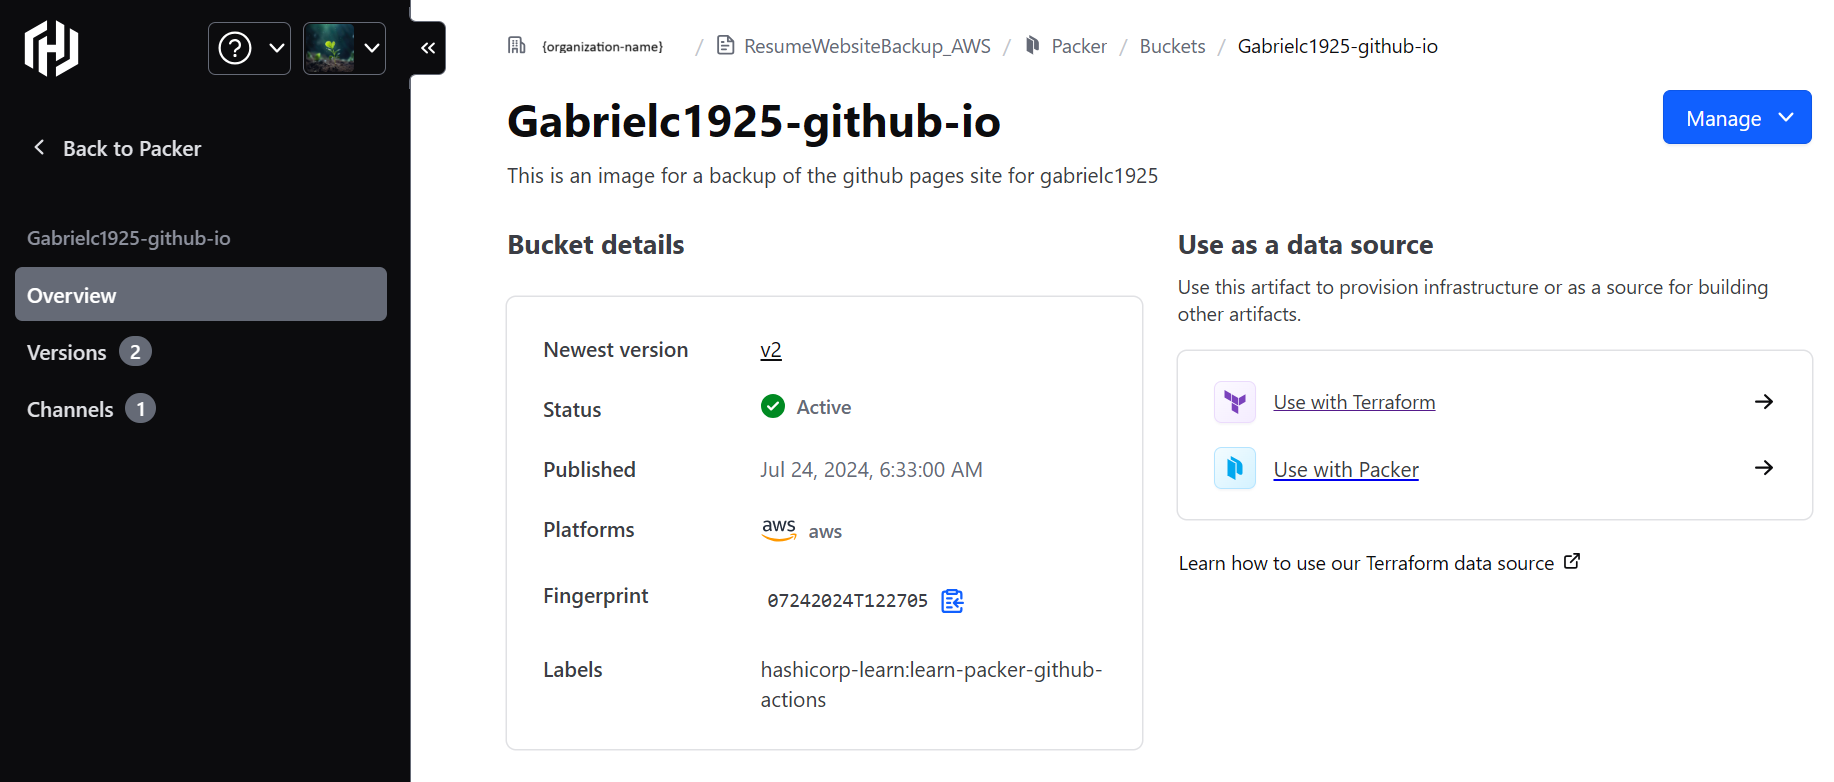 {organization-name} / ResumeWebsiteBackup_AWS / Packer / Buckets / Gabrielc1925-github-io
Back to Packer
Gabrielc1925-github-io
Overview
Versions 2
Channels 1
Gabrielc1925-github-io
Manage
This is an image for a backup of the github pages site for gabrielc1925
Bucket details
Newest version v2
Status Active
Published Jul 24, 2024, 6:33:00 AM
Platforms aws aws
Fingerprint 07242024T122705
Labels hashicorp-learn:learn-packer-github-
actions
Use as a data source
Use this artifact to provision infrastructure or as a source for building
other artifacts.
Use with Terraform
Use with Packer
Learn how to use our Terraform data source